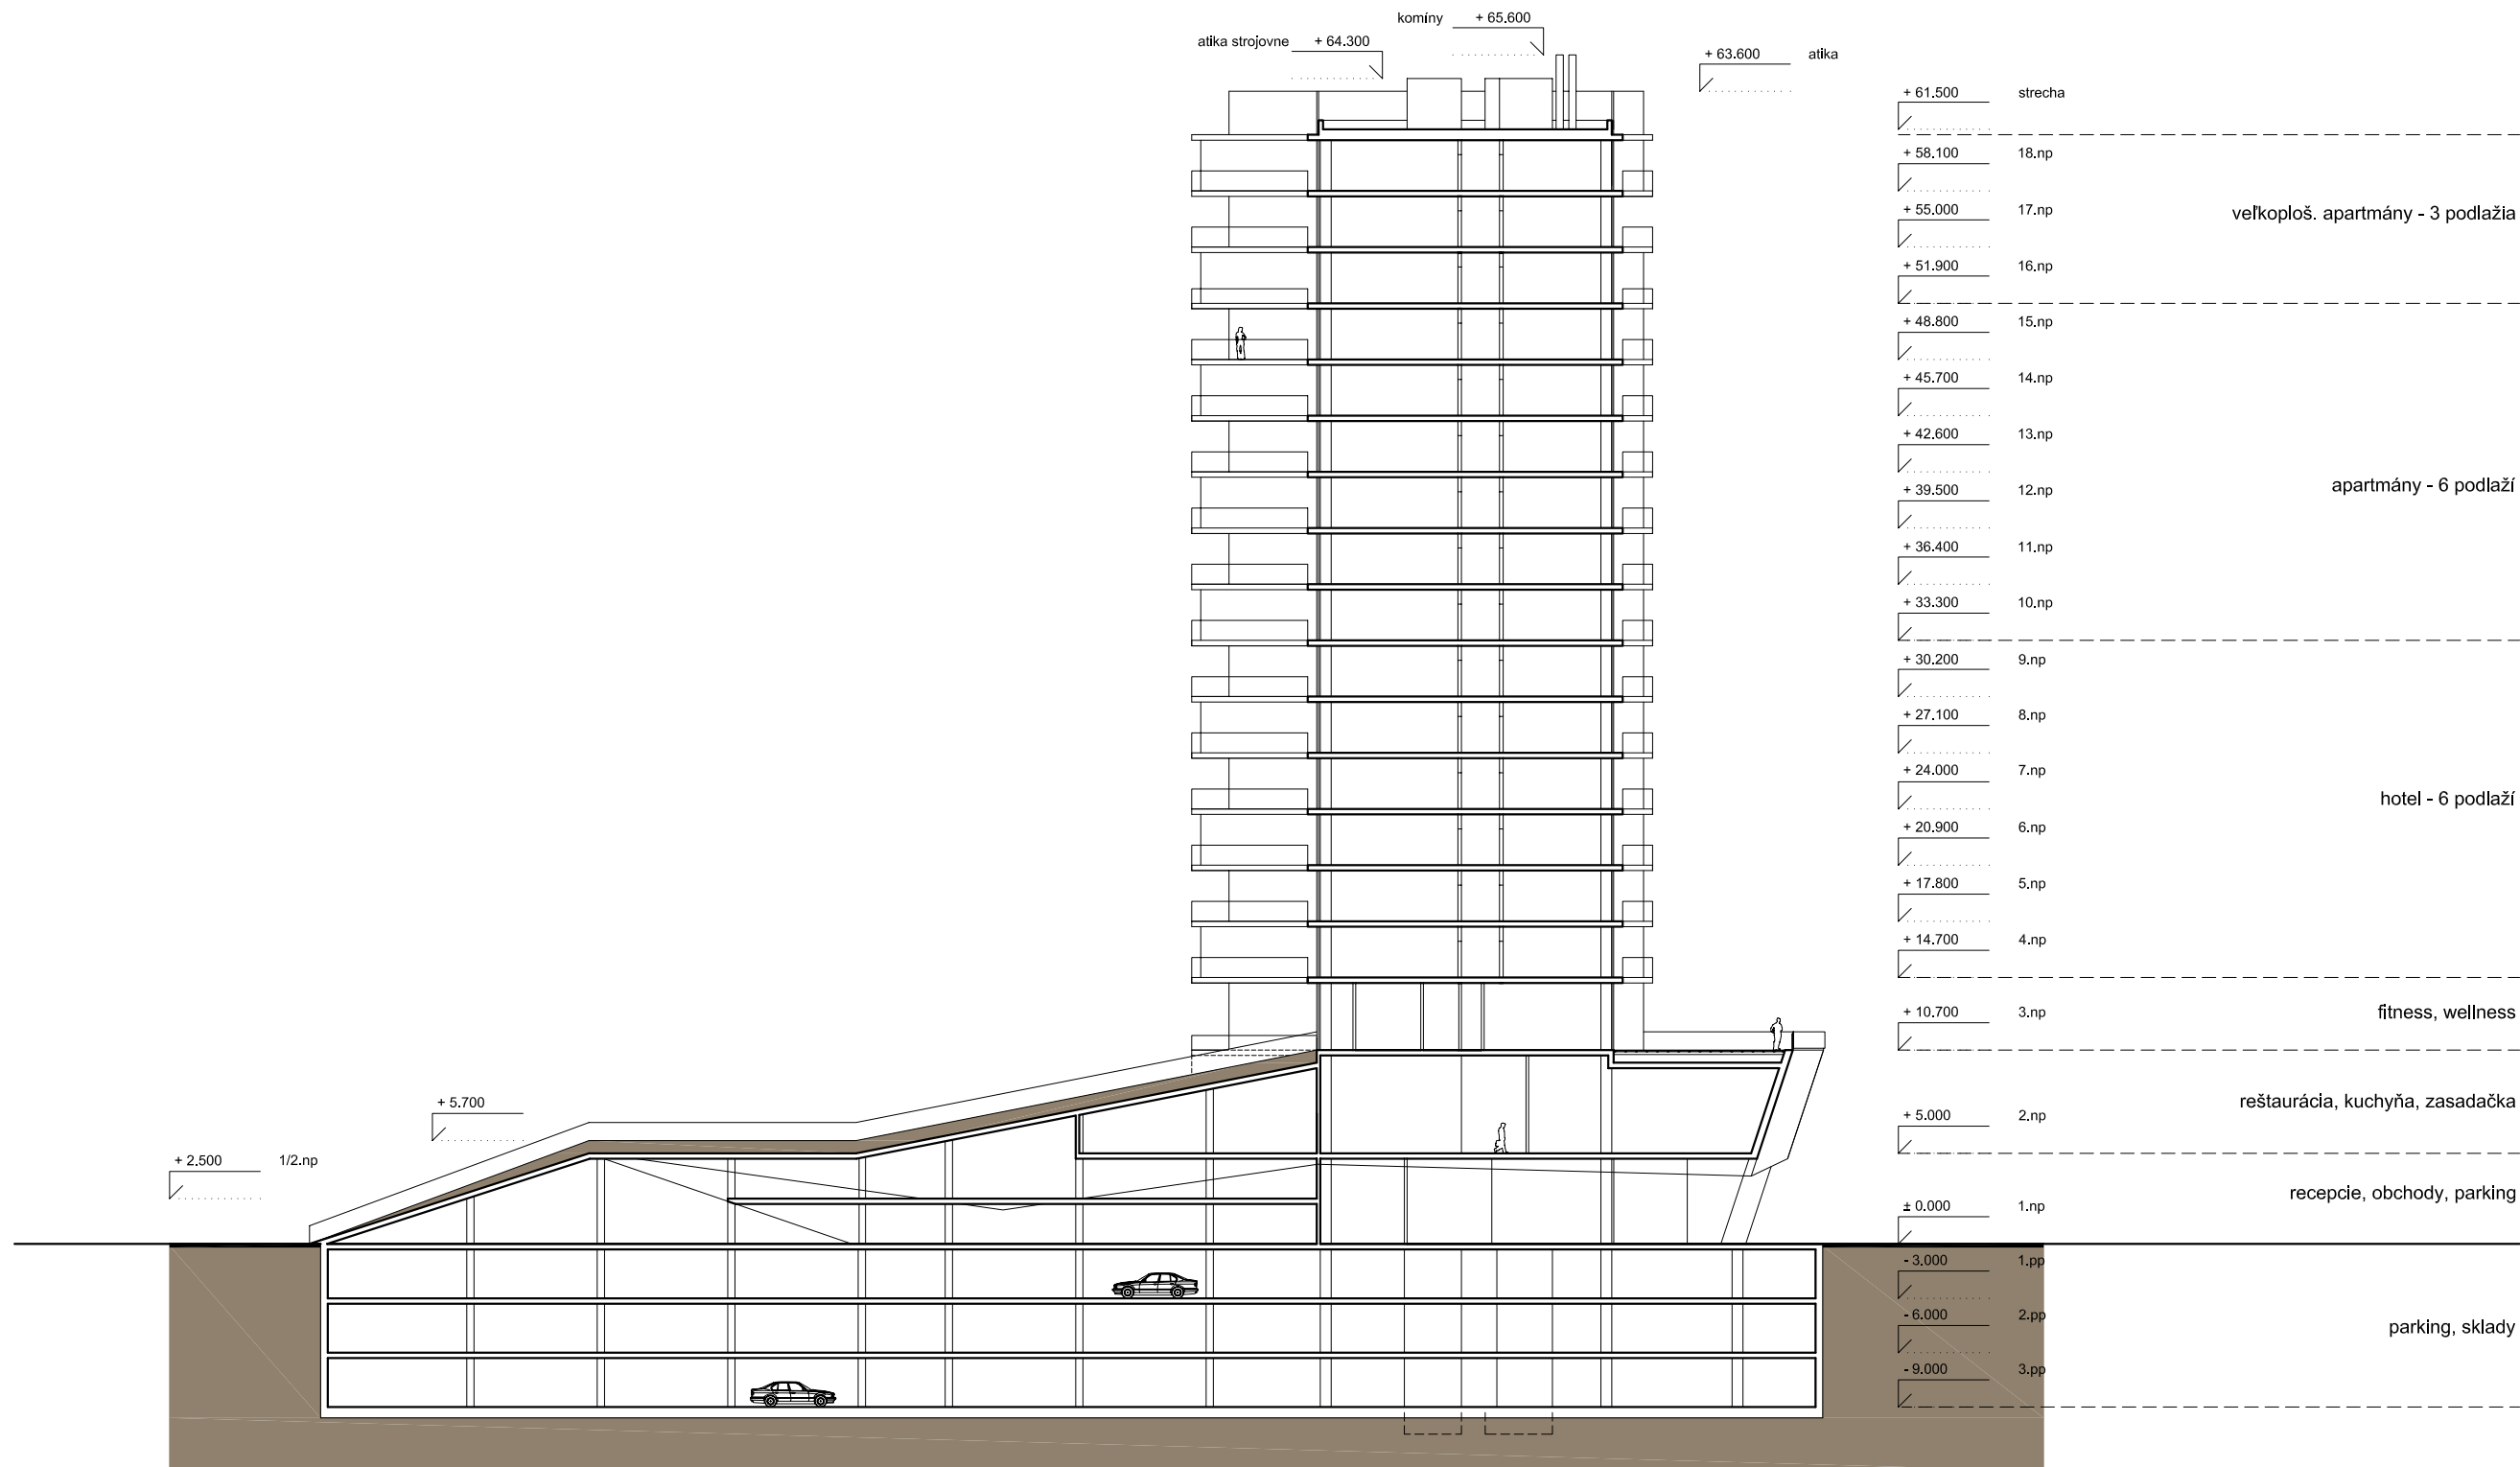 komíny + 65.600
atika strojovne + 64.300
+ 63.600 atika
+ 61.500 strecha
+ 58.100 18.np
+ 55.000 17.np
veľkoploš. apartmány - 3 podlažia
+ 51.900 16.np
+ 48.800 15.np
+ 45.700 14.np
+ 42.600 13.np
+ 39.500 12.np
apartmány - 6 podlaží
+ 36.400 11.np
+ 33.300 10.np
+ 30.200 9.np
+ 27.100 8.np
+ 24.000 7.np
hotel - 6 podlaží
+ 20.900 6.np
+ 17.800 5.np
+ 14.700 4.np
+ 10.700 3.np
fitness, wellness
+ 5.700
reštaurácia, kuchyňa, zasadačka
+ 5.000 2.np
+ 2.500 1/2.np
recepcie, obchody, parking
± 0.000 1.np
- 3.000 1.pp
- 6.000 2.pp
parking, sklady
- 9.000 3.pp